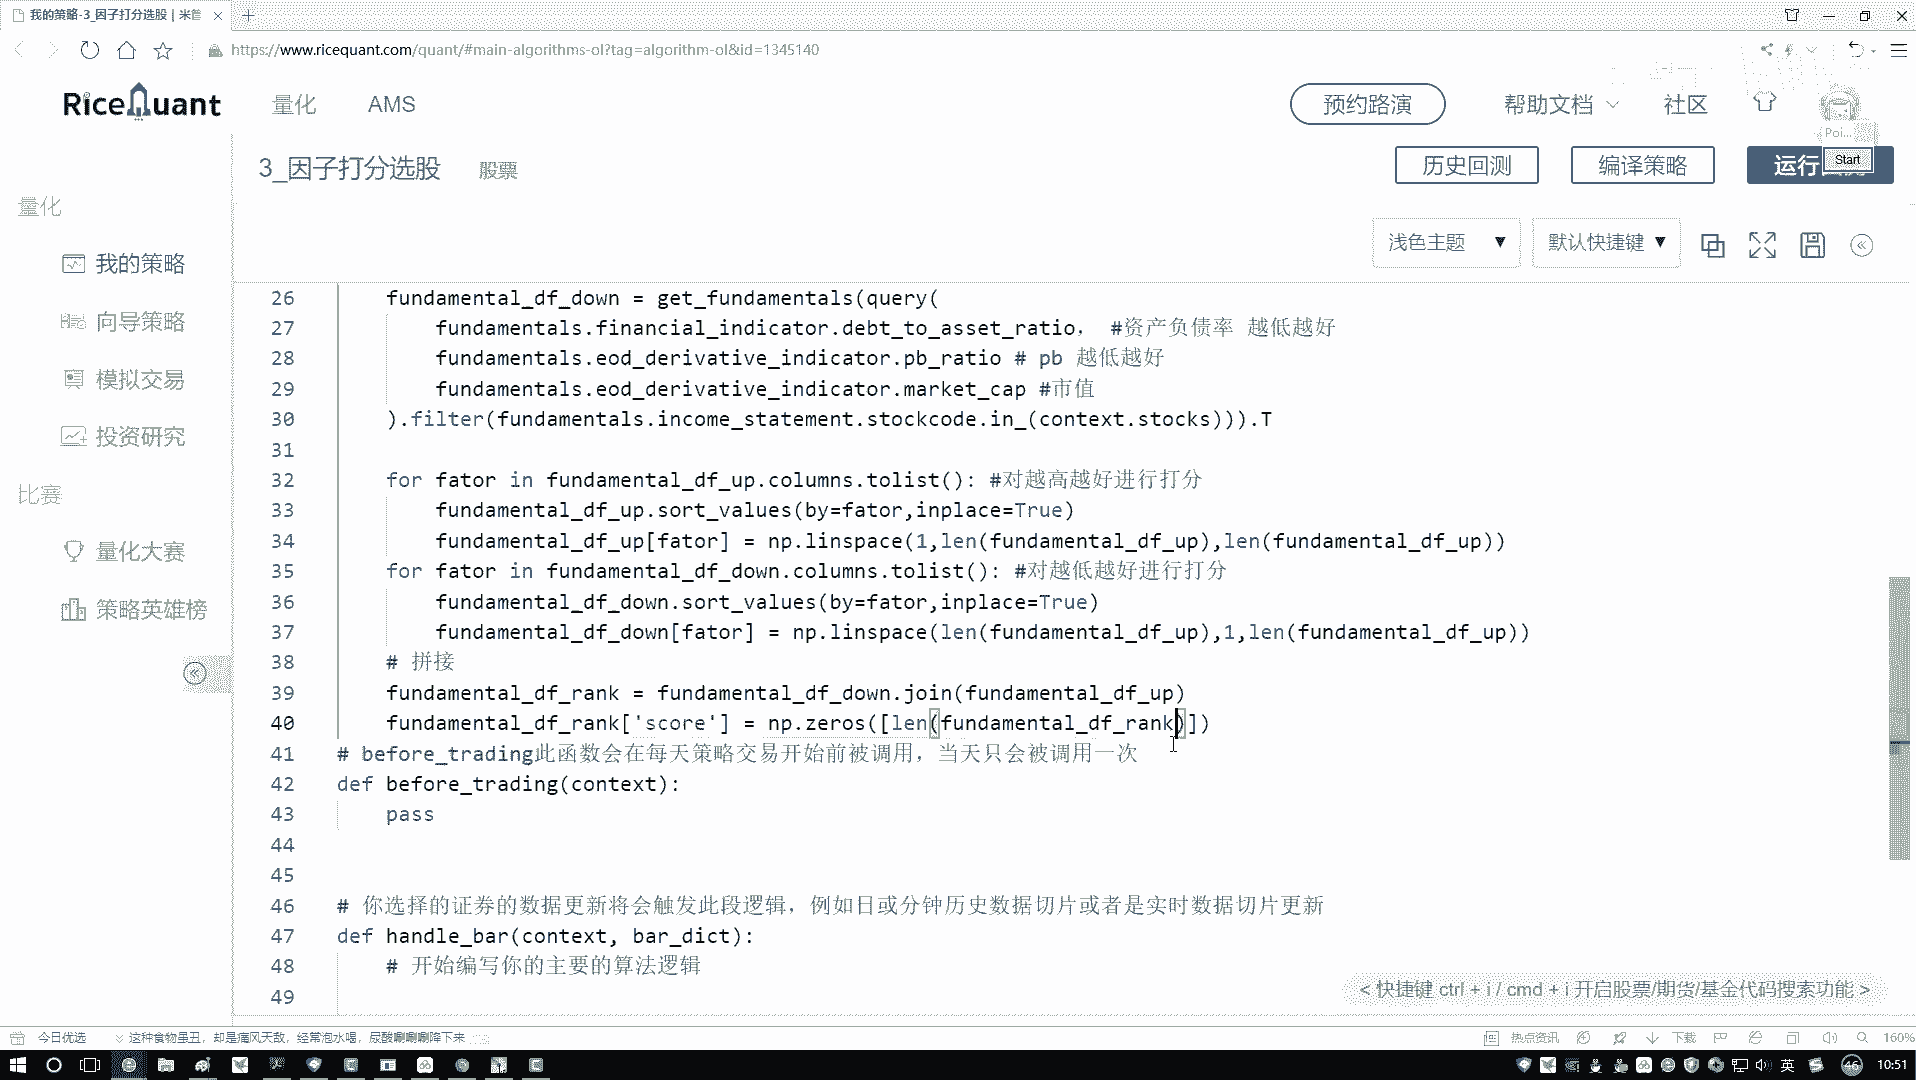 我的策略-3_因子打分选股 | 米筐
https://www.ricequant.com/quant/#main-algorithms-ol?tag=algorithm-ol&id=1345140
RiceQuant
量化
AMS
预约路演
帮助文档
社区
Poi...
3_因子打分选股
股票
历史回测
编译策略
运行
Start
量化
我的策略
向导策略
模拟交易
投资研究
比赛
量化大赛
策略英雄榜
浅色主题
默认快捷键
26 fundamental_df_down = get_fundamentals(query(
27 fundamentals.financial_indicator.debt_to_asset_ratio， #资产负债率 越低越好
28 fundamentals.eod_derivative_indicator.pb_ratio # pb 越低越好
29 fundamentals.eod_derivative_indicator.market_cap #市值
30 ).filter(fundamentals.income_statement.stockcode.in_(context.stocks))).T
31
32 for fator in fundamental_df_up.columns.tolist(): #对越高越好进行打分
33 fundamental_df_up.sort_values(by=fator,inplace=True)
34 fundamental_df_up[fator] = np.linspace(1,len(fundamental_df_up),len(fundamental_df_up))
35 for fator in fundamental_df_down.columns.tolist(): #对越低越好进行打分
36 fundamental_df_down.sort_values(by=fator,inplace=True)
37 fundamental_df_down[fator] = np.linspace(len(fundamental_df_up),1,len(fundamental_df_up))
38 # 拼接
39 fundamental_df_rank = fundamental_df_down.join(fundamental_df_up)
40 fundamental_df_rank['score'] = np.zeros([len(fundamental_df_rank)])
41 # before_trading此函数会在每天策略交易开始前被调用，当天只会被调用一次
42 def before_trading(context):
43 pass
44
45
46 # 你选择的证券的数据更新将会触发此段逻辑，例如日或分钟历史数据切片或者是实时数据切片更新
47 def handle_bar(context, bar_dict):
48 # 开始编写你的主要的算法逻辑
49
< 快捷键 ctrl + i / cmd + i 开启股票/期货/基金代码搜索功能 >
今日优选
这种食物虽丑，却是痛风天敌，经常泡水喝，尿酸唰唰唰降下来
热点资讯
下载
160%
英
46
10:51